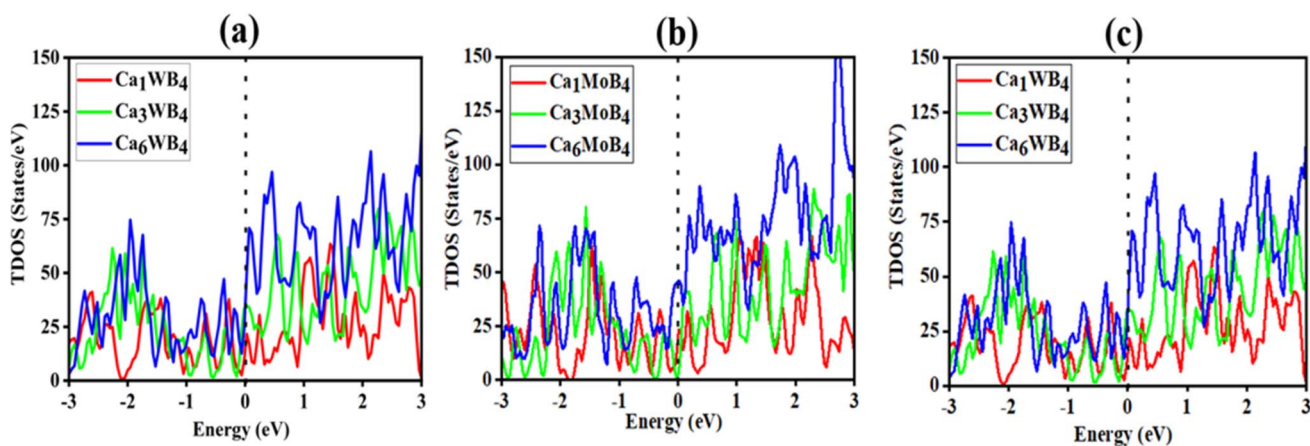 (a)
TDOS (States/eV)
150
125
100
75
50
25
0
Ca₁WB₄
Ca₃WB₄
Ca₆WB₄
-3 -2 -1 0 1 2 3
Energy (eV)
(b)
TDOS (States/eV)
150
125
100
75
50
25
0
Ca₁MoB₄
Ca₃MoB₄
Ca₆MoB₄
-3 -2 -1 0 1 2 3
Energy (eV)
(c)
TDOS (States/eV)
150
125
100
75
50
25
0
Ca₁WB₄
Ca₃WB₄
Ca₆WB₄
-3 -2 -1 0 1 2 3
Energy (eV)